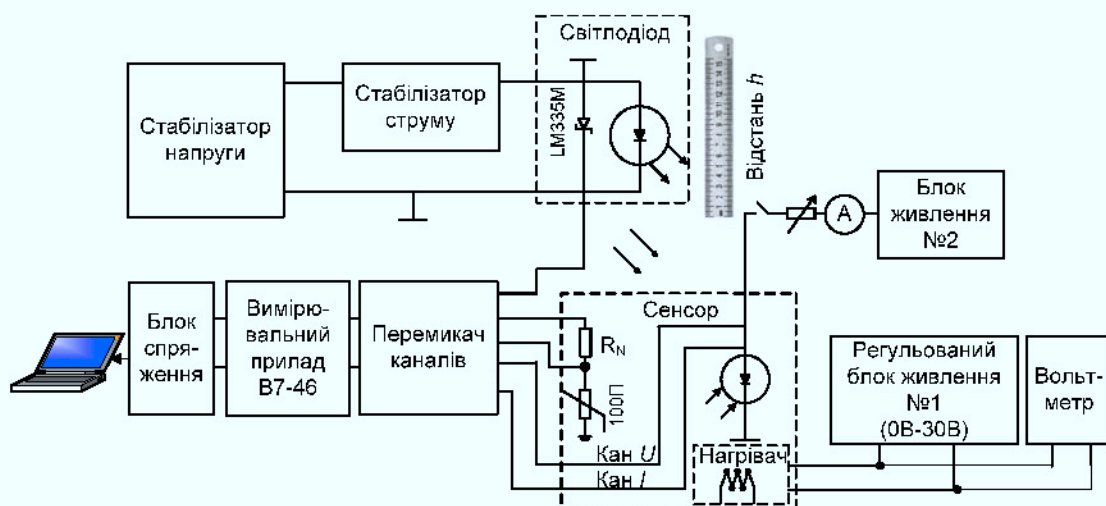 Світлодіод
Стабілізатор
напруги
Стабілізатор
струму
LM335M
Відстань h
Блок
живлення
№2
A
Блок
спря-
ження
Вимірю-
вальний
прилад
В7-46
Перемикач
каналів
Сенсор
RN
100П
Кан U
Кан I
Нагрівач
Регульований
блок живлення
№1
(0В-30В)
Вольт-
метр